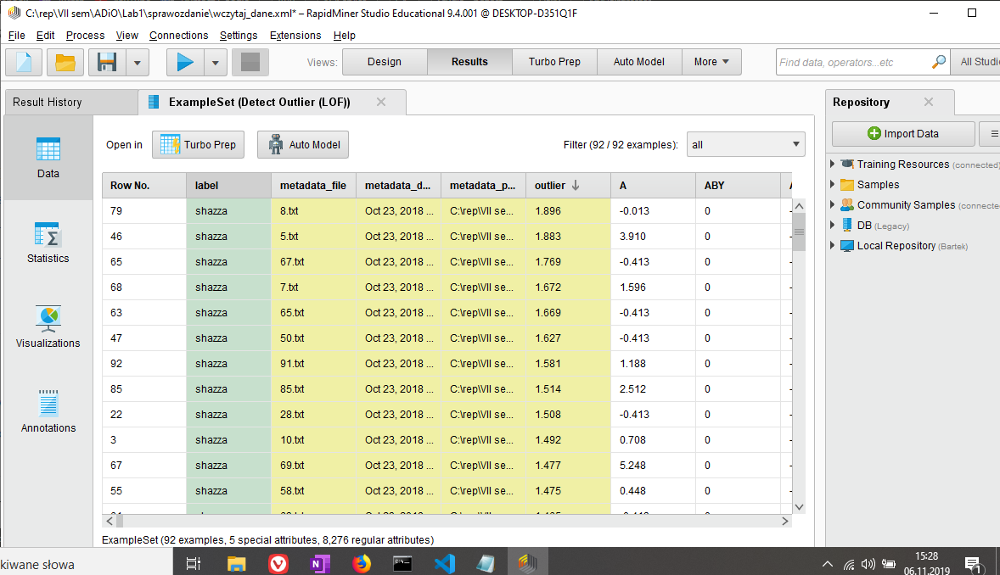 C:\rep\VII sem\ADiO\Lab1\sprawozdanie\wczytaj_dane.xml* – RapidMiner Studio Educational 9.4.001 @ DESKTOP-D351Q1F
File Edit Process View Connections Settings Extensions Help
Views: Design Results Turbo Prep Auto Model More Find data, operators...etc All Studi
Result History ExampleSet (Detect Outlier (LOF)) Repository
Open in Turbo Prep Auto Model Filter (92 / 92 examples): all Import Data
Data
Statistics
Visualizations
Annotations
Row No. label metadata_file metadata_d... metadata_p... outlier A ABY
79 shazza 8.txt Oct 23, 2018 ... C:\rep\VII se... 1.896 -0.013 0 -
46 shazza 5.txt Oct 23, 2018 ... C:\rep\VII se... 1.883 3.910 0 -
65 shazza 67.txt Oct 23, 2018 ... C:\rep\VII se... 1.769 -0.413 0 -
68 shazza 7.txt Oct 23, 2018 ... C:\rep\VII se... 1.672 1.596 0 -
63 shazza 65.txt Oct 23, 2018 ... C:\rep\VII se... 1.669 -0.413 0 -
47 shazza 50.txt Oct 23, 2018 ... C:\rep\VII se... 1.627 -0.413 0 -
92 shazza 91.txt Oct 23, 2018 ... C:\rep\VII se... 1.581 1.188 0 -
85 shazza 85.txt Oct 23, 2018 ... C:\rep\VII se... 1.514 2.512 0 -
22 shazza 28.txt Oct 23, 2018 ... C:\rep\VII se... 1.508 -0.413 0 -
3 shazza 10.txt Oct 23, 2018 ... C:\rep\VII se... 1.492 0.708 0 -
67 shazza 69.txt Oct 23, 2018 ... C:\rep\VII se... 1.477 5.248 0 -
55 shazza 58.txt Oct 23, 2018 ... C:\rep\VII se... 1.475 0.448 0 -
ExampleSet (92 examples, 5 special attributes, 8,276 regular attributes)
Training Resources (connected)
Samples
Community Samples (connecte
DB (Legacy)
Local Repository (Bartek)
kiwane słowa
15:28
06.11.2019
1